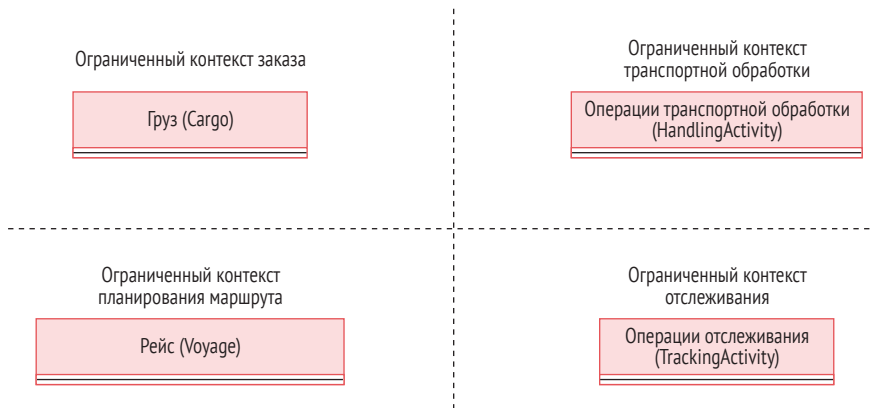 Ограниченный контекст заказа
Груз (Cargo)
Ограниченный контекст
транспортной обработки
Операции транспортной обработки
(HandlingActivity)
Ограниченный контекст
планирования маршрута
Рейс (Voyage)
Ограниченный контекст
отслеживания
Операции отслеживания
(TrackingActivity)